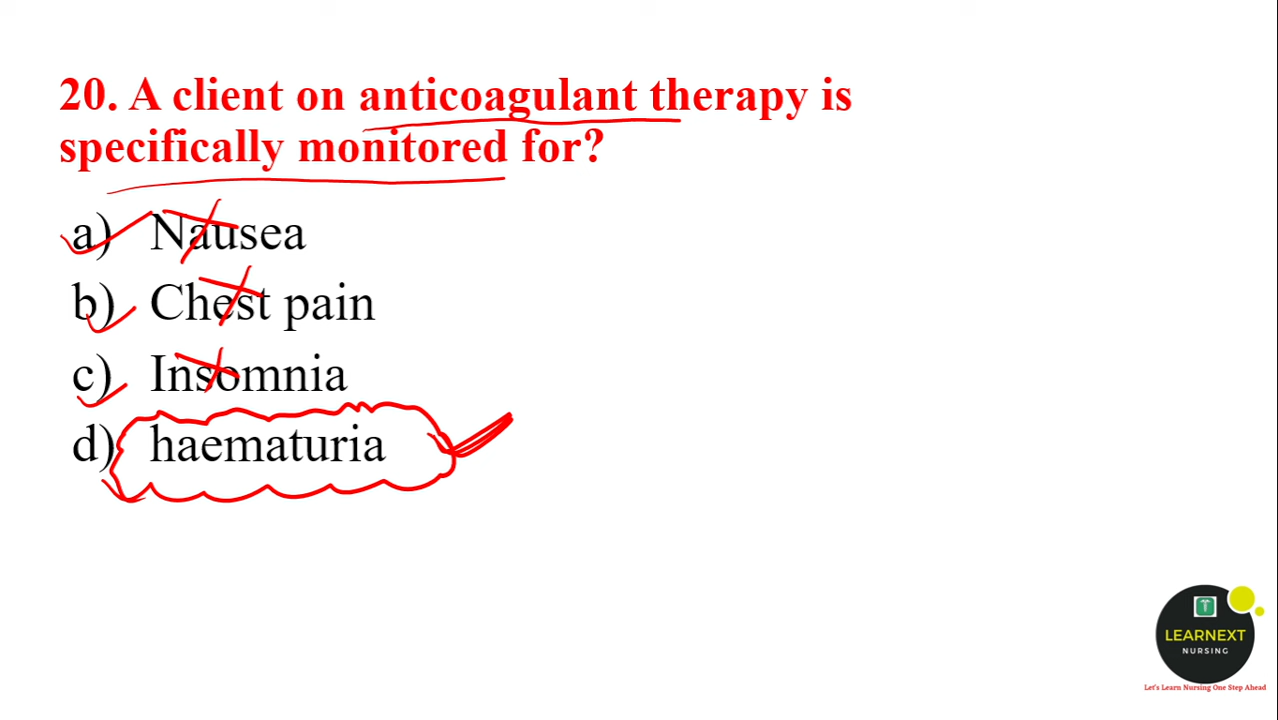 20. A client on anticoagulant therapy is
specifically monitored for?
a) Nausea
b) Chest pain
c) Insomnia
d) haematuria
LEARNEXT
NURSING
Let's Learn Nursing One Step Ahead